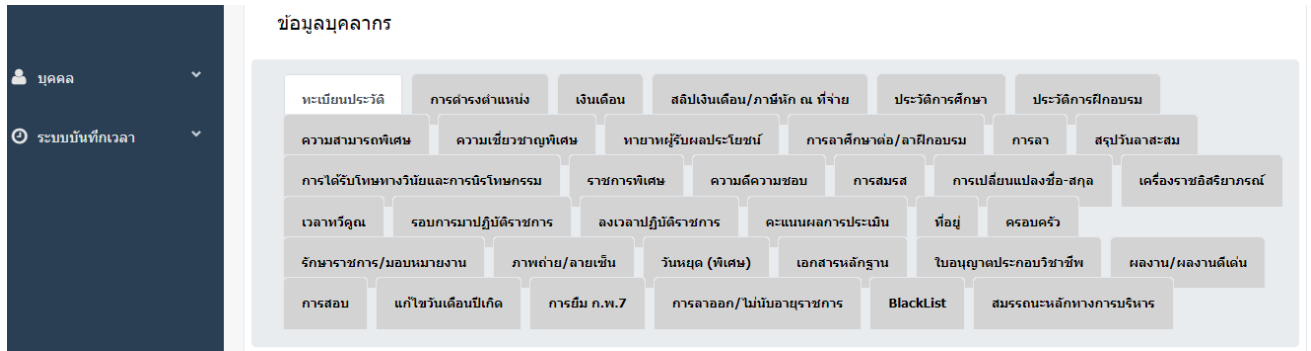 ข้อมูลบุคลากร
บุคคล
ระบบบันทึกเวลา
ทะเบียนประวัติ การดำรงตำแหน่ง เงินเดือน สลิปเงินเดือน/ภาษีหัก ณ ที่จ่าย ประวัติการศึกษา ประวัติการฝึกอบรม
ความสามารถพิเศษ ความเชี่ยวชาญพิเศษ ทายาทผู้รับผลประโยชน์ การลาศึกษาต่อ/ลาฝึกอบรม การลา สรุปวันลาสะสม
การได้รับโทษทางวินัยและการนิรโทษกรรม ราชการพิเศษ ความดีความชอบ การสมรส การเปลี่ยนแปลงชื่อ-สกุล เครื่องราชอิสริยาภรณ์
เวลาทวีคูณ รอบการมาปฏิบัติราชการ ลงเวลาปฏิบัติราชการ คะแนนผลการประเมิน ที่อยู่ ครอบครัว
รักษาราชการ/มอบหมายงาน ภาพถ่าย/ลายเซ็น วันหยุด (พิเศษ) เอกสารหลักฐาน ใบอนุญาตประกอบวิชาชีพ ผลงาน/ผลงานดีเด่น
การสอบ แก้ไขวันเดือนปีเกิด การยืม ก.พ.7 การลาออก/ไม่นับอายุราชการ BlackList สมรรถนะหลักทางการบริหาร